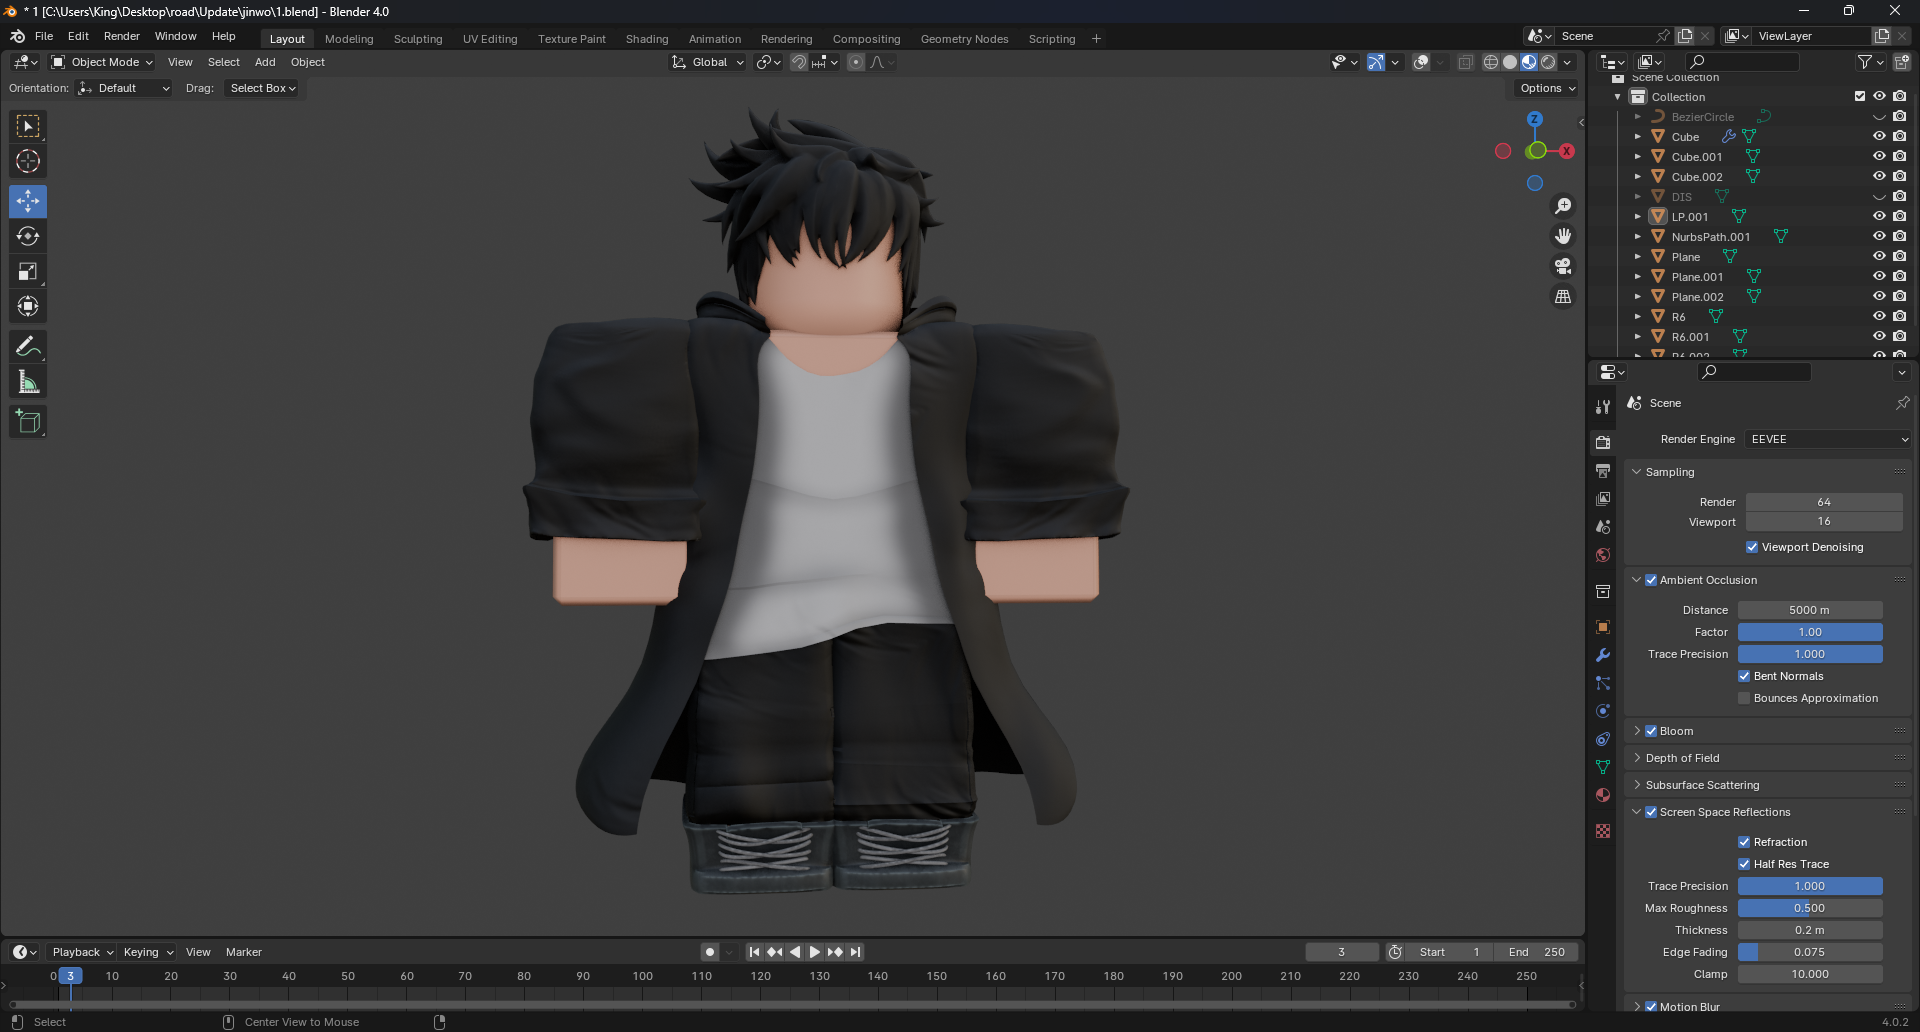 * 1 [C:\Users\King\Desktop\road\Update\jinwo\1.blend] - Blender 4.0
File Edit Render Window Help Layout Modeling Sculpting UV Editing Texture Paint Shading Animation Rendering Compositing Geometry Nodes Scripting + Scene ViewLayer
Object Mode View Select Add Object Global
Orientation: Default Drag: Select Box Options
Scene Collection
Collection
BezierCircle
Cube
Cube.001
Cube.002
DIS
LP.001
NurbsPath.001
Plane
Plane.001
Plane.002
R6
R6.001
R6.002
Z
X
Scene
Render Engine EEVEE
Sampling
Render 64
Viewport 16
Viewport Denoising
Ambient Occlusion
Distance 5000 m
Factor 1.00
Trace Precision 1.000
Bent Normals
Bounces Approximation
Bloom
Depth of Field
Subsurface Scattering
Screen Space Reflections
Refraction
Half Res Trace
Trace Precision 1.000
Max Roughness 0.500
Thickness 0.2 m
Edge Fading 0.075
Clamp 10.000
Motion Blur
Playback Keying View Marker 3 Start 1 End 250
0 3 10 20 30 40 50 60 70 80 90 100 110 120 130 140 150 160 170 180 190 200 210 220 230 240 250
Select Center View to Mouse 4.0.2